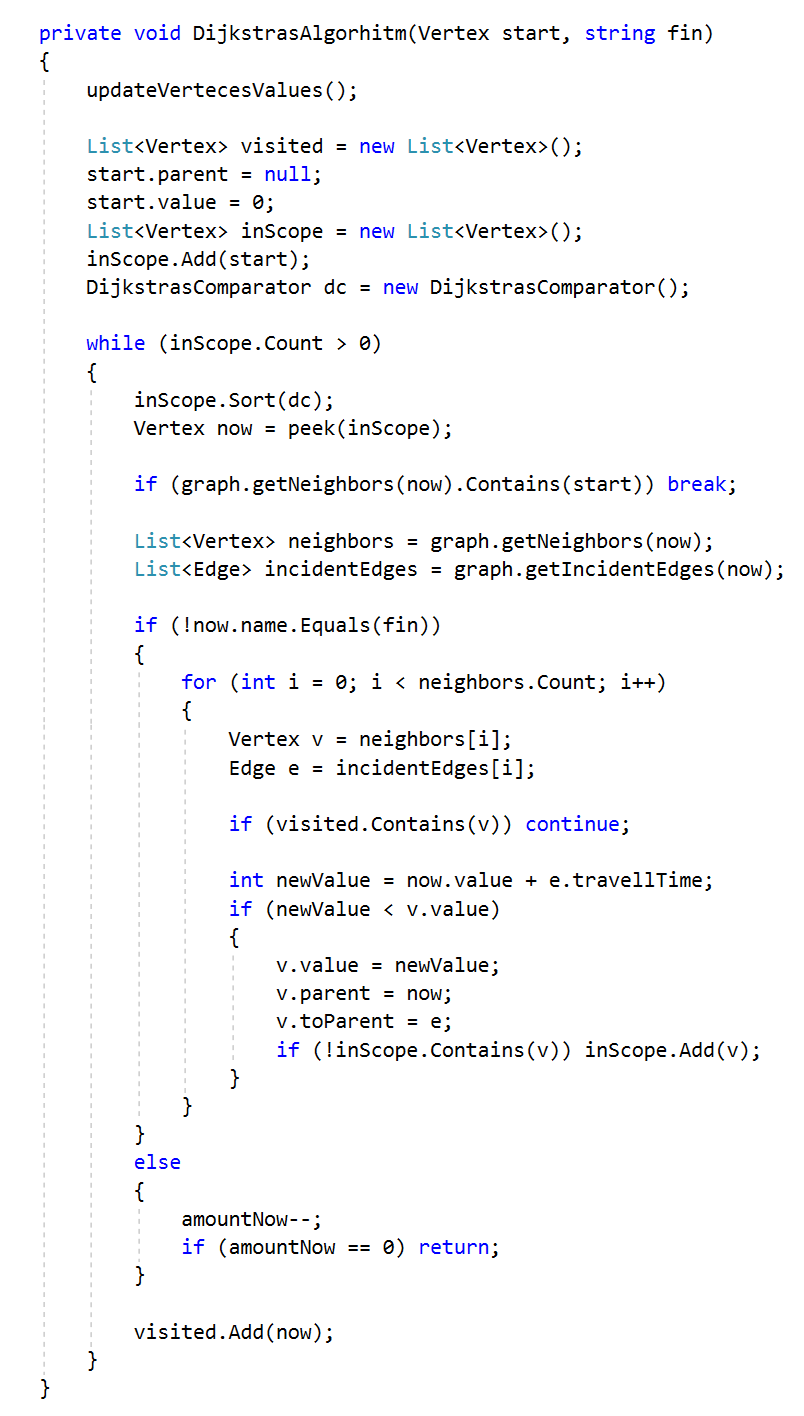 private void DijkstrasAlgorhitm(Vertex start, string fin)
{
    updateVertecesValues();

    List<Vertex> visited = new List<Vertex>();
    start.parent = null;
    start.value = 0;
    List<Vertex> inScope = new List<Vertex>();
    inScope.Add(start);
    DijkstrasComparator dc = new DijkstrasComparator();

    while (inScope.Count > 0)
    {
        inScope.Sort(dc);
        Vertex now = peek(inScope);

        if (graph.getNeighbors(now).Contains(start)) break;

        List<Vertex> neighbors = graph.getNeighbors(now);
        List<Edge> incidentEdges = graph.getIncidentEdges(now);

        if (!now.name.Equals(fin))
        {
            for (int i = 0; i < neighbors.Count; i++)
            {
                Vertex v = neighbors[i];
                Edge e = incidentEdges[i];

                if (visited.Contains(v)) continue;

                int newValue = now.value + e.travellTime;
                if (newValue < v.value)
                {
                    v.value = newValue;
                    v.parent = now;
                    v.toParent = e;
                    if (!inScope.Contains(v)) inScope.Add(v);
                }
            }
        }
        else
        {
            amountNow--;
            if (amountNow == 0) return;
        }

        visited.Add(now);
    }
}